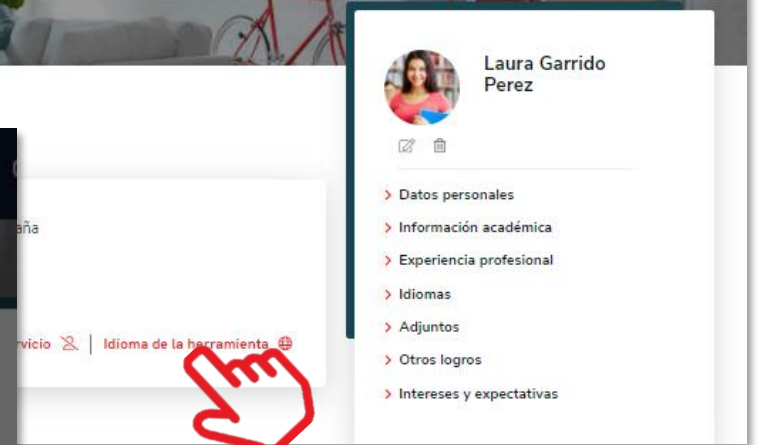 Laura Garrido
Perez
Datos personales
Información académica
Experiencia profesional
Idiomas
Adjuntos
Otros logros
Intereses y expectativas
Idioma de la herramienta